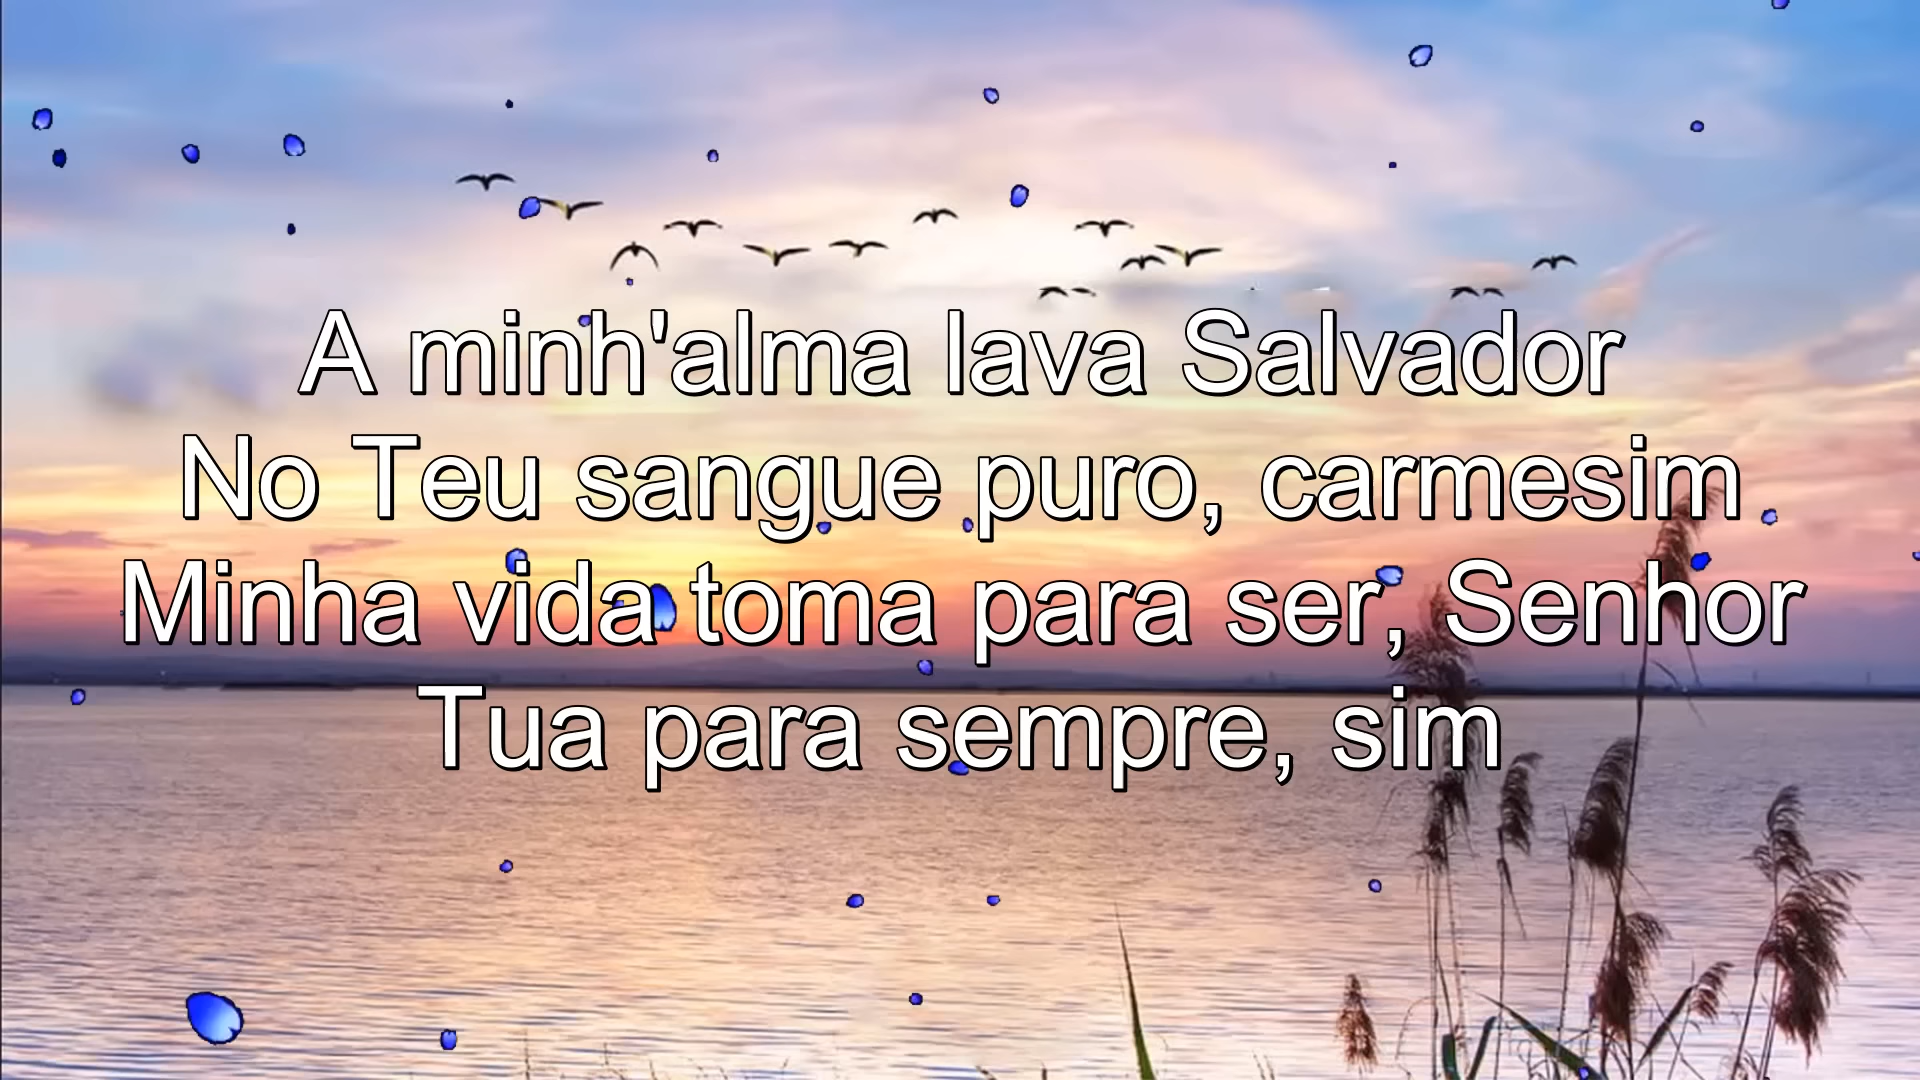 A minh'alma lava Salvador
No Teu sangue puro, carmesim
Minha vida toma para ser, Senhor
Tua para sempre, sim